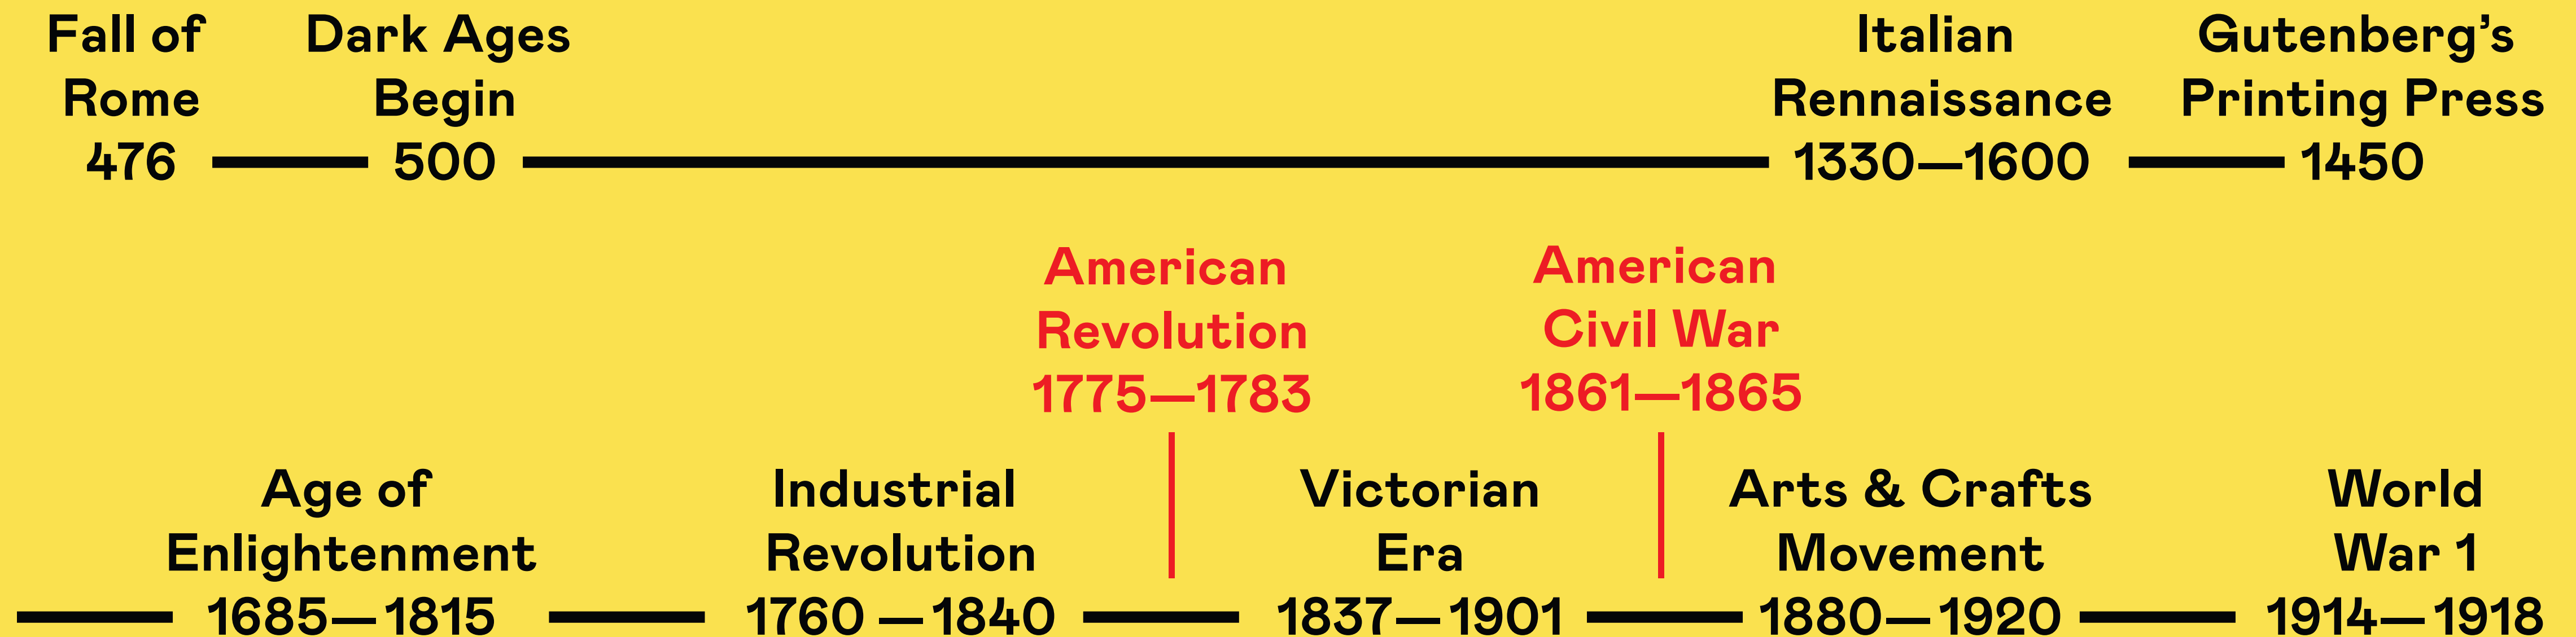 Fall of
Rome
476
Dark Ages
Begin
500
Italian
Rennaissance
1330—1600
Gutenberg’s
Printing Press
1450
American
Revolution
1775—1783
American
Civil War
1861—1865
Age of
Enlightenment
1685—1815
Industrial
Revolution
1760—1840
Victorian
Era
1837—1901
Arts & Crafts
Movement
1880—1920
World
War 1
1914—1918